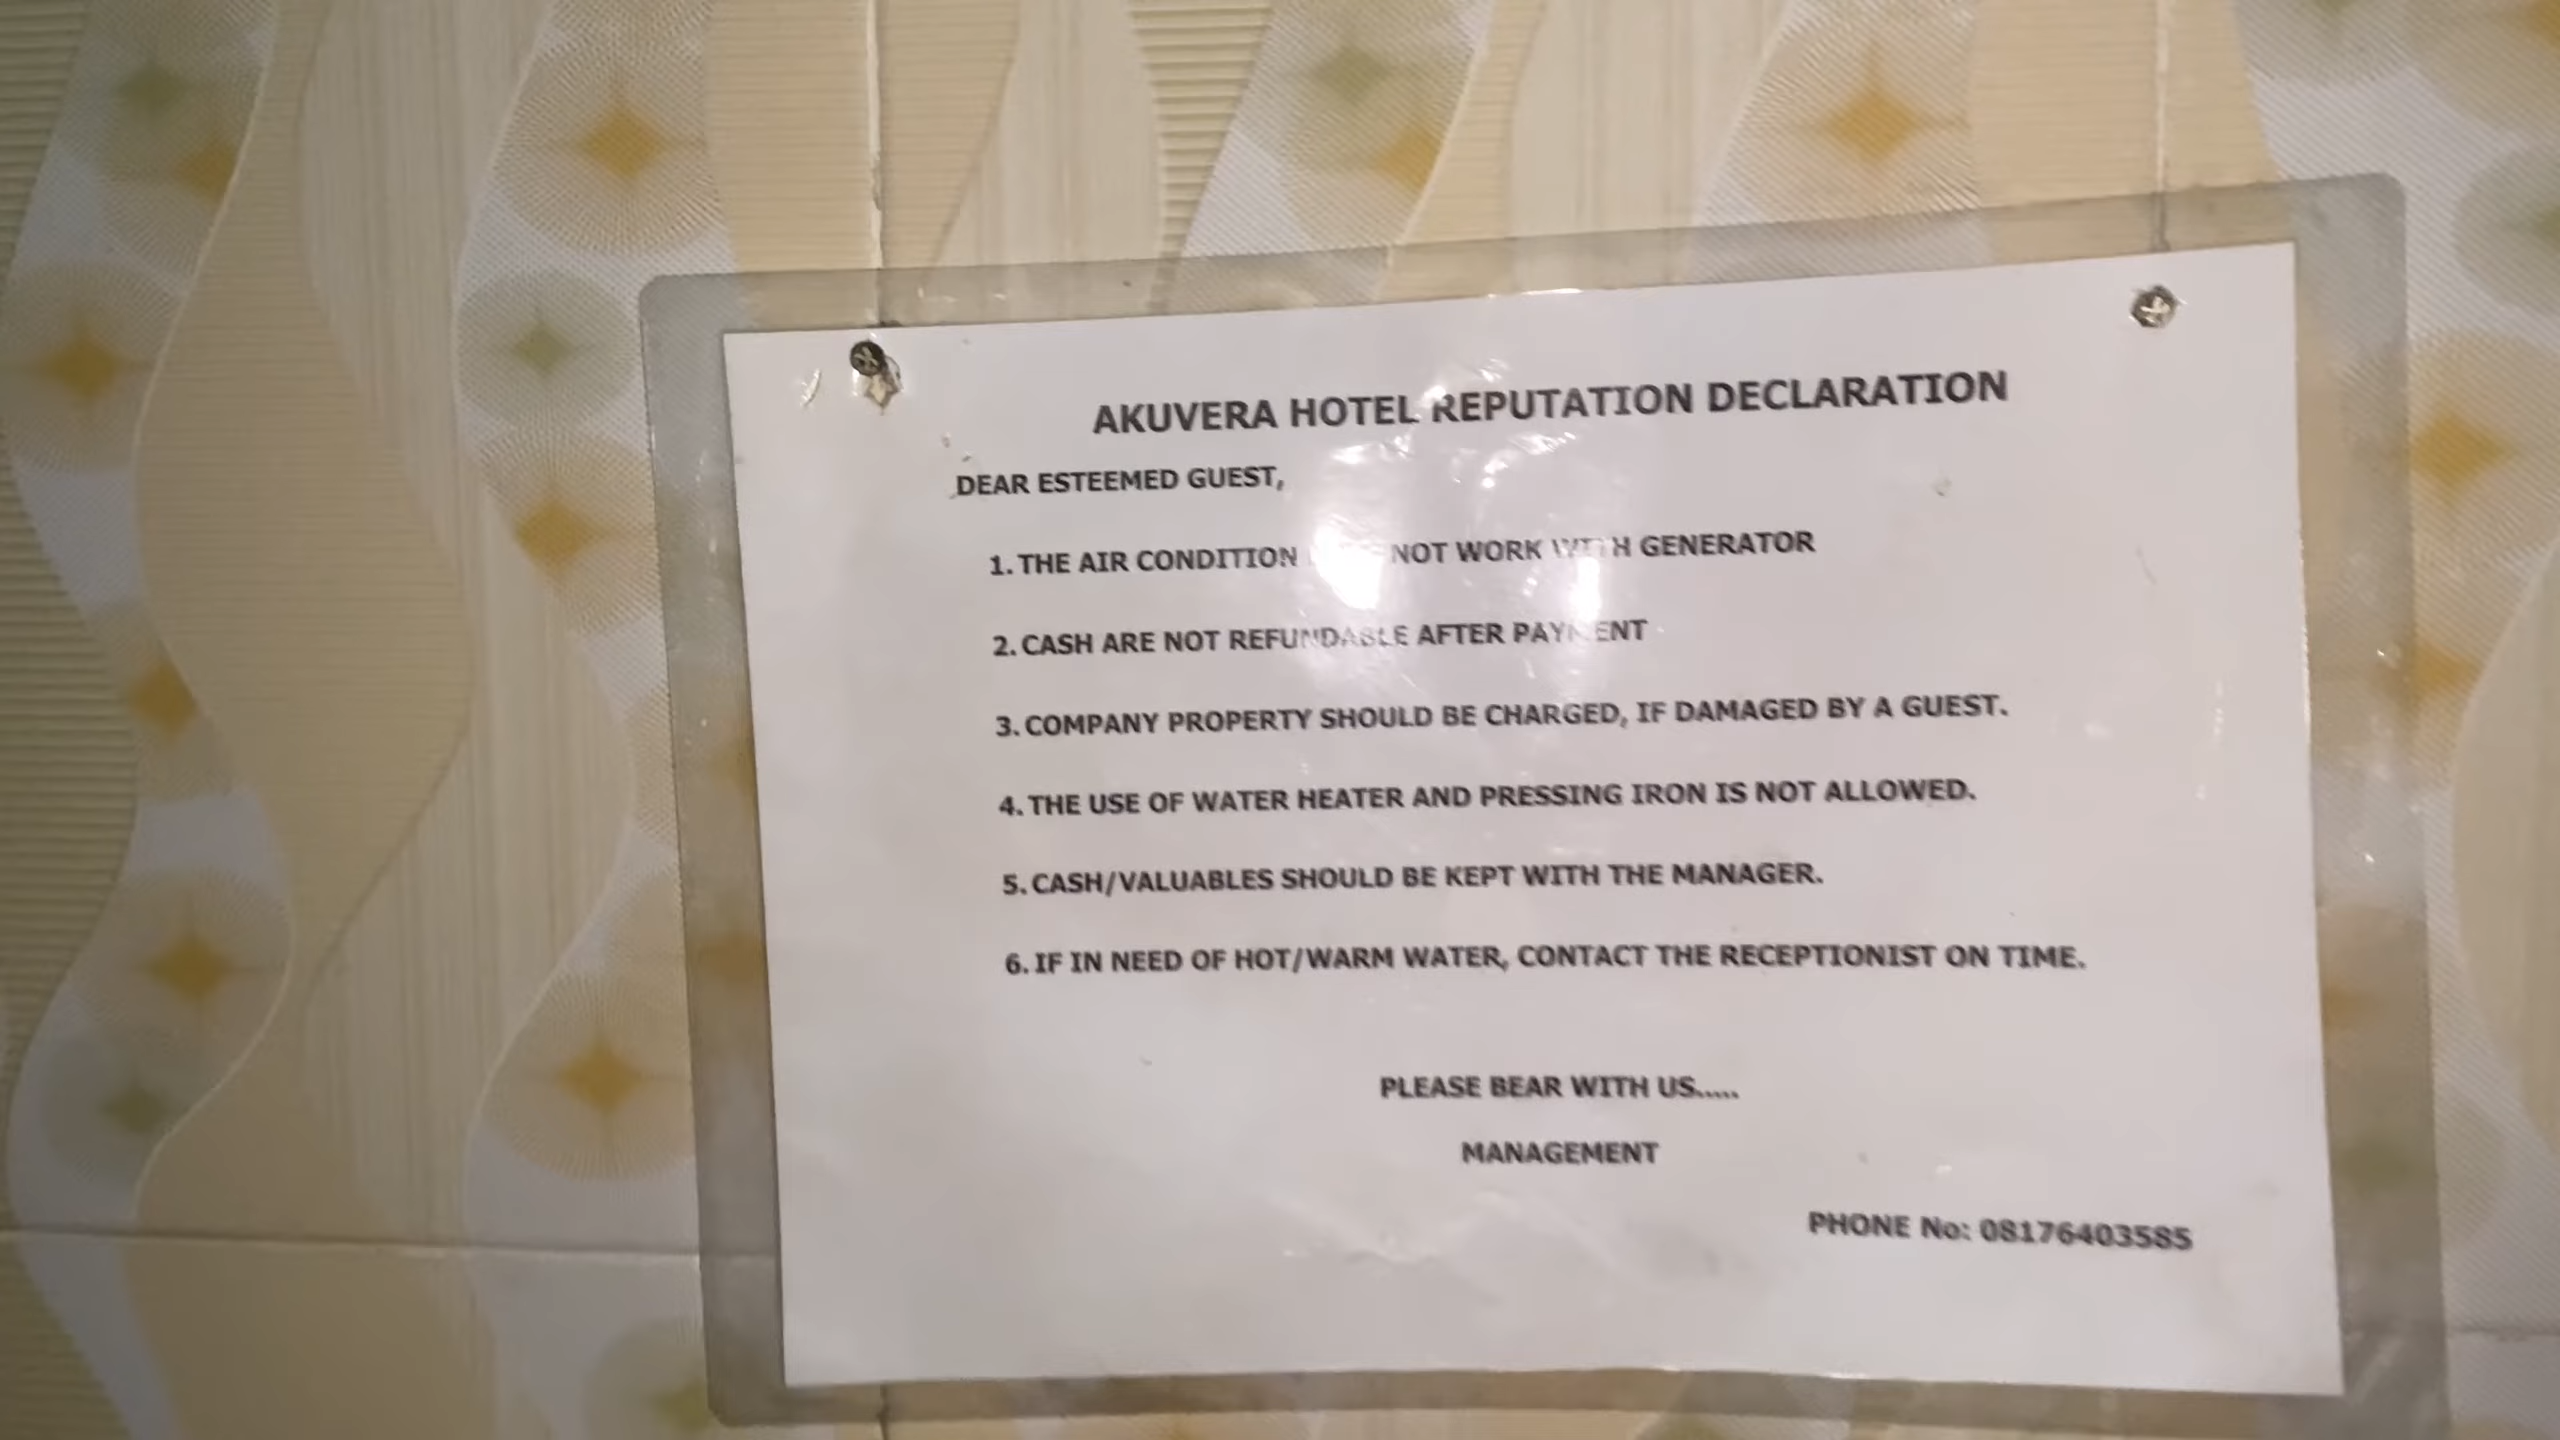 AKUVERA HOTEL REPUTATION DECLARATION
DEAR ESTEEMED GUEST,
1. THE AIR CONDITION NOT WORK WITH GENERATOR
2. CASH ARE NOT REFUNDABLE AFTER PAYMENT
3. COMPANY PROPERTY SHOULD BE CHARGED, IF DAMAGED BY A GUEST.
4. THE USE OF WATER HEATER AND PRESSING IRON IS NOT ALLOWED.
5. CASH/VALUABLES SHOULD BE KEPT WITH THE MANAGER.
6. IF IN NEED OF HOT/WARM WATER, CONTACT THE RECEPTIONIST ON TIME.
PLEASE BEAR WITH US.....
MANAGEMENT
PHONE No: 08176403585